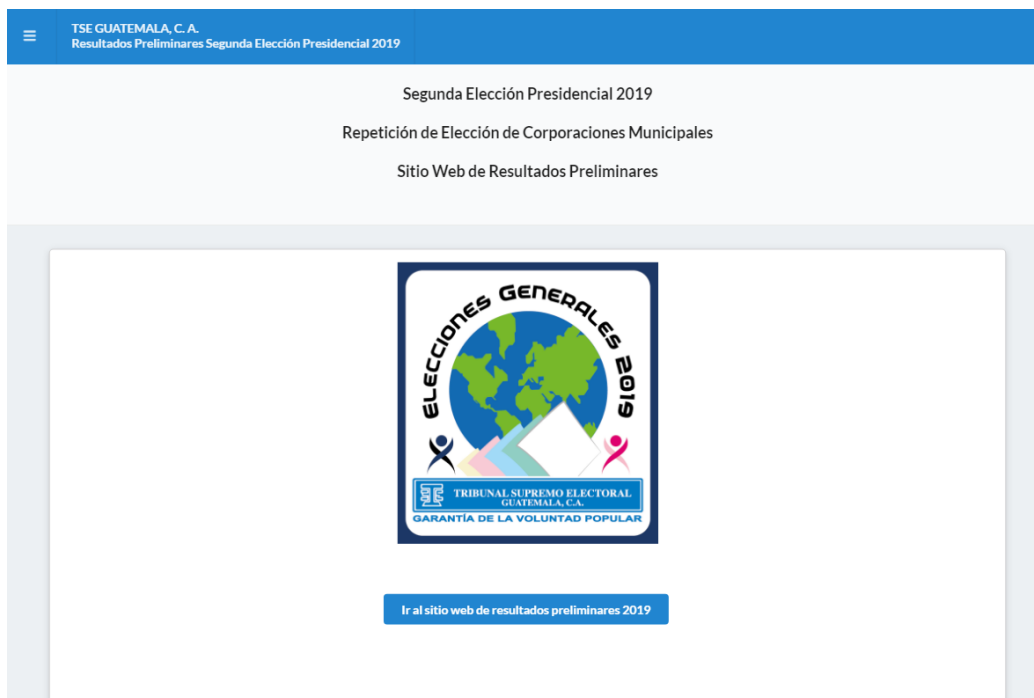 TSE GUATEMALA, C. A.
Resultados Preliminares Segunda Elección Presidencial 2019
Segunda Elección Presidencial 2019
Repetición de Elección de Corporaciones Municipales
Sitio Web de Resultados Preliminares
ELECCIONES GENERALES 2019
TRIBUNAL SUPREMO ELECTORAL
GUATEMALA, C.A.
GARANTÍA DE LA VOLUNTAD POPULAR
Ir al sitio web de resultados preliminares 2019